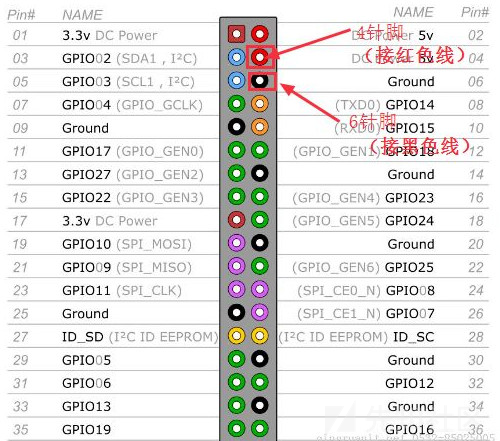 Pin# NAME NAME Pin#
01 3.3v DC Power DC Power 5v 02
4针脚
03 GPIO02 (SDA1 , I²C) DC Power 5v 04
(接红色线)
05 GPIO03 (SCL1 , I²C) Ground 06
07 GPIO04 (GPIO_GCLK) (TXD0) GPIO14 08
6针脚
09 Ground (RXD0) GPIO15 10
(接黑色线)
11 GPIO17 (GPIO_GEN0) (GPIO_GEN1) GPIO18 12
13 GPIO27 (GPIO_GEN2) Ground 14
15 GPIO22 (GPIO_GEN3) (GPIO_GEN4) GPIO23 16
17 3.3v DC Power (GPIO_GEN5) GPIO24 18
19 GPIO10 (SPI_MOSI) Ground 20
21 GPIO09 (SPI_MISO) (GPIO_GEN6) GPIO25 22
23 GPIO11 (SPI_CLK) (SPI_CE0_N) GPIO08 24
25 Ground (SPI_CE1_N) GPIO07 26
27 ID_SD (I²C ID EEPROM) (I²C ID EEPROM) ID_SC 28
29 GPIO05 Ground 30
31 GPIO06 GPIO12 32
33 GPIO13 Ground 34
35 GPIO19 GPIO16 36